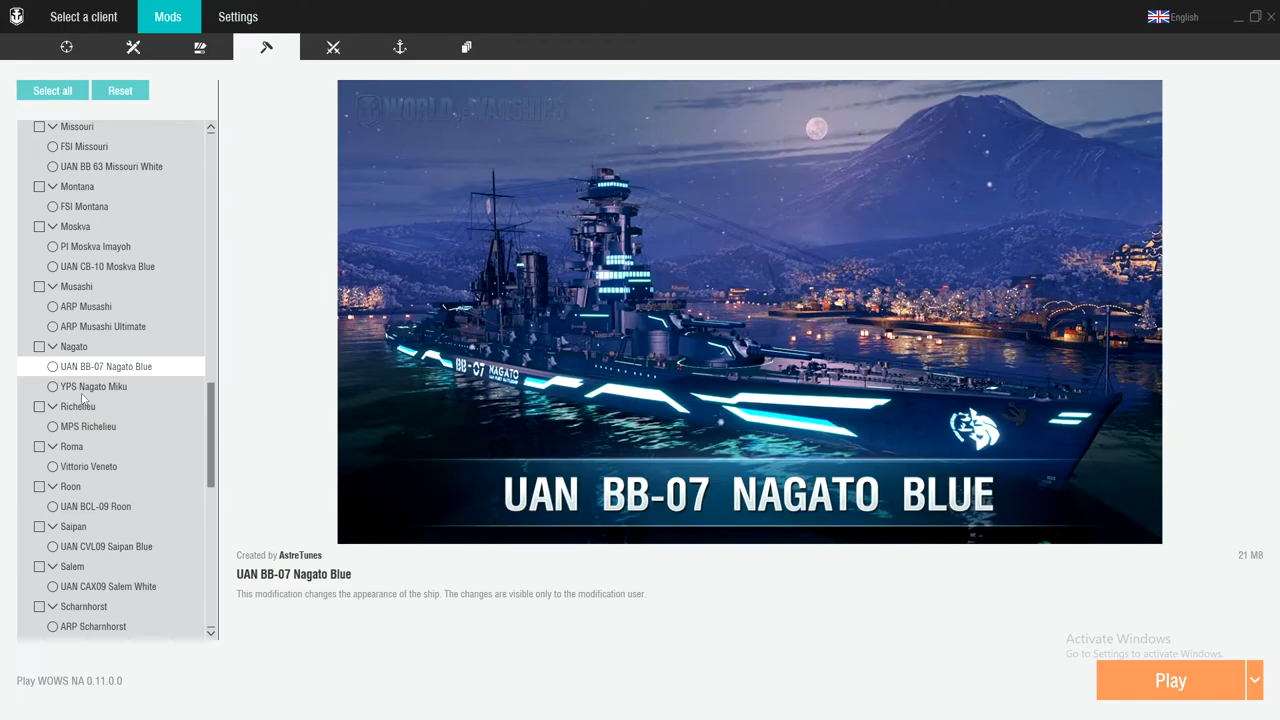 Select a client
Mods
Settings
English
Select all
Reset
Missouri
FSI Missouri
UAN BB 63 Missouri White
Montana
FSI Montana
Moskva
PI Moskva Imayoh
UAN CB-10 Moskva Blue
Musashi
ARP Musashi
ARP Musashi Ultimate
Nagato
UAN BB-07 Nagato Blue
YPS Nagato Miku
Richelieu
MPS Richelieu
Roma
Vittorio Veneto
Roon
UAN BCL-09 Roon
Saipan
UAN CVL09 Saipan Blue
Salem
UAN CAX09 Salem White
Scharnhorst
ARP Scharnhorst
WORLD of WARSHIPS
BB-07 NAGATO
UAN BB-07 NAGATO BLUE
Created by AstreTunes
21 MB
UAN BB-07 Nagato Blue
This modification changes the appearance of the ship. The changes are visible only to the modification user.
Activate Windows
Go to Settings to activate Windows.
Play WOWS NA 0.11.0.0
Play